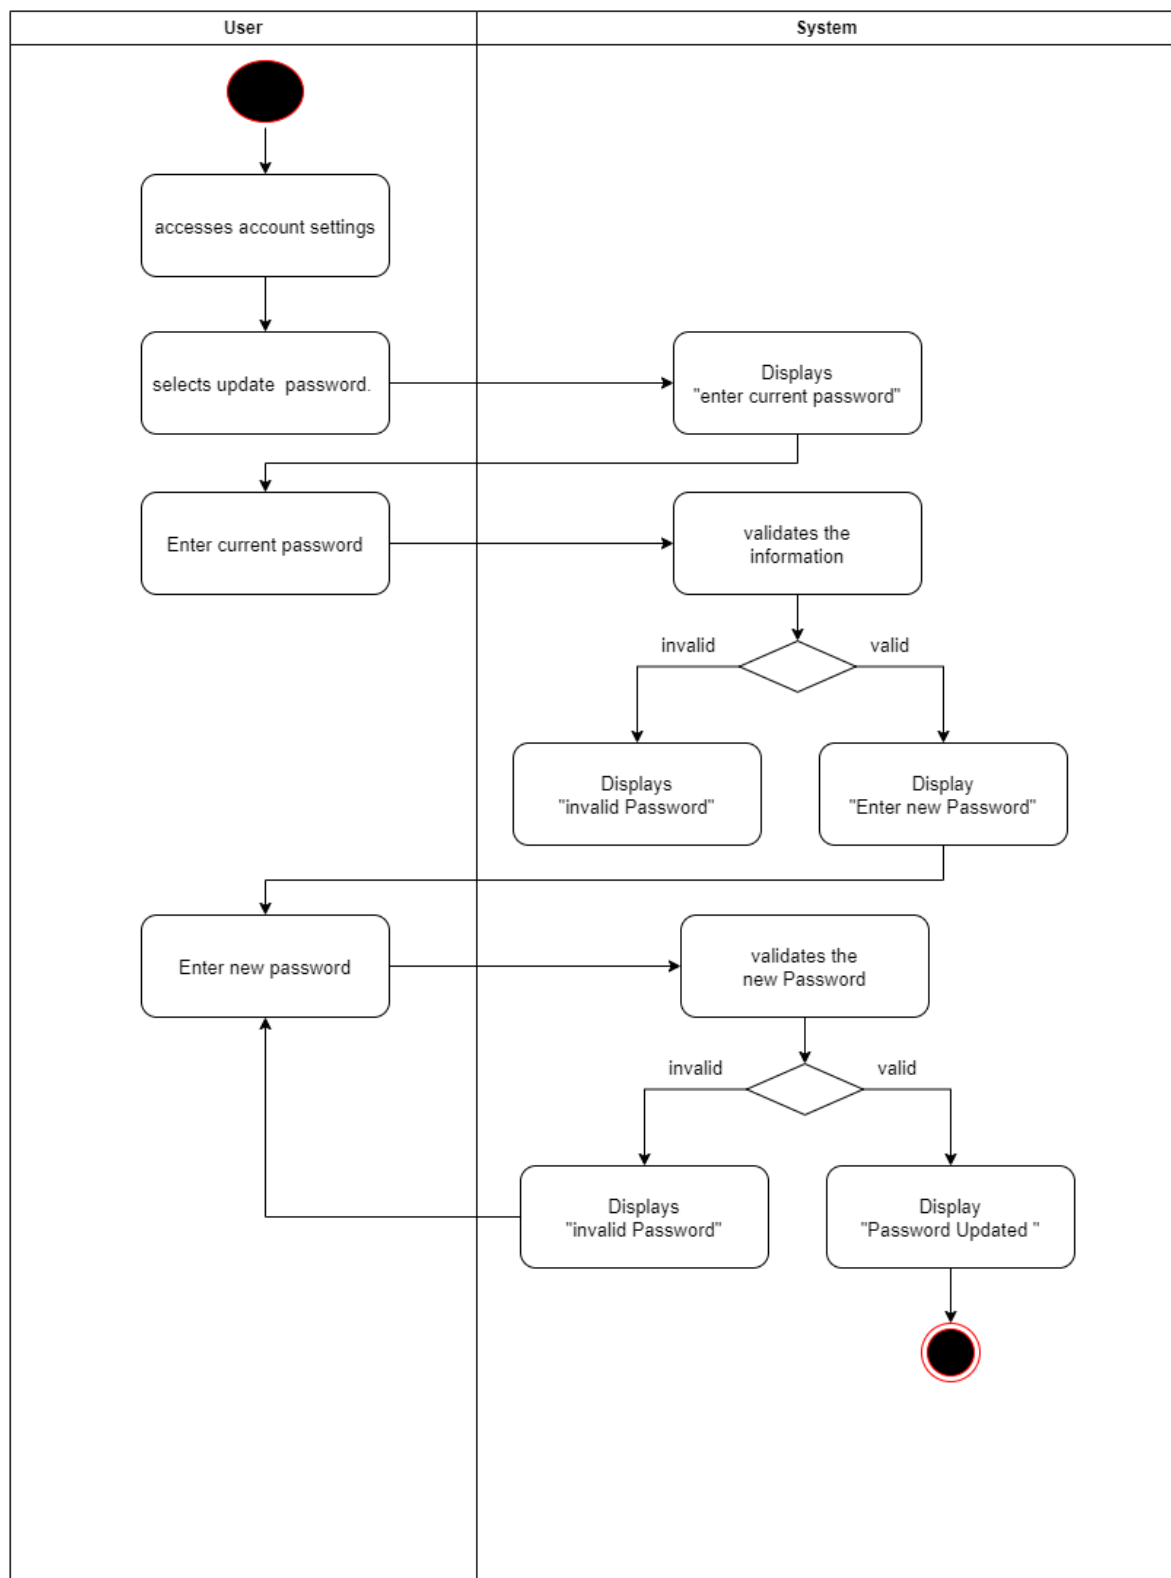 User
System
accesses account settings
selects update  password.
Displays
"enter current password"
Enter current password
validates the
information
invalid
valid
Displays
"invalid Password"
Display
"Enter new Password"
Enter new password
validates the
new Password
invalid
valid
Displays
"invalid Password"
Display
"Password Updated "